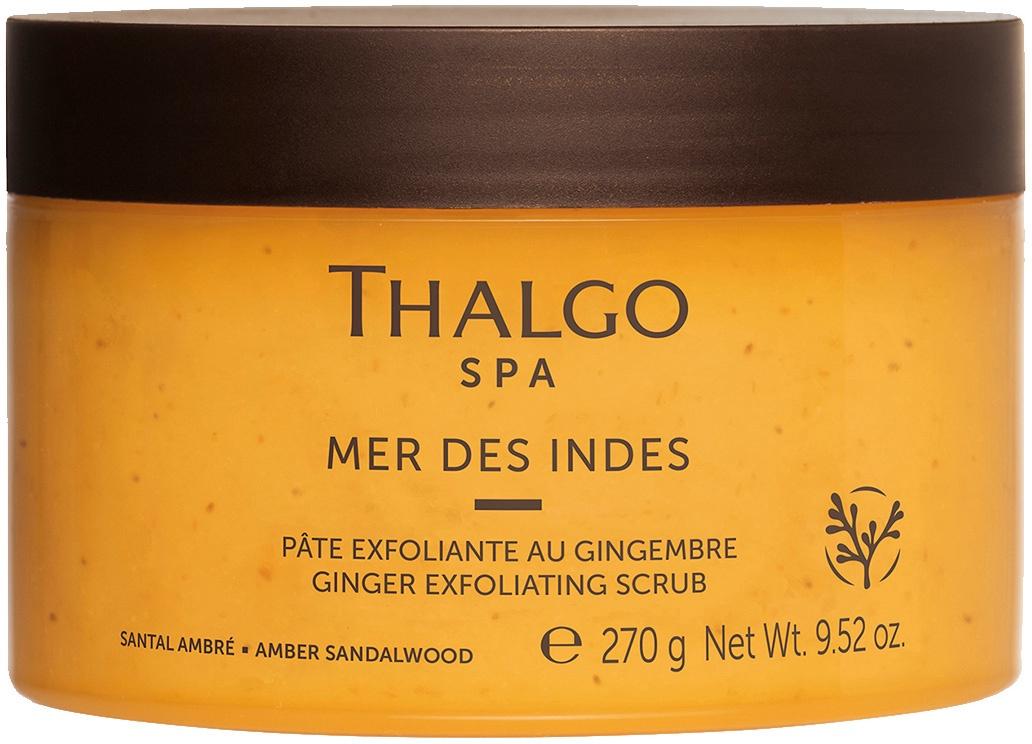 THALGO
SPA
MER DES INDES
PÂTE EXFOLIANTE AU GINGEMBRE
GINGER EXFOLIATING SCRUB
SANTAL AMBRÉ ▪ AMBER SANDALWOOD
℮ 270 g Net Wt. 9.52 oz.